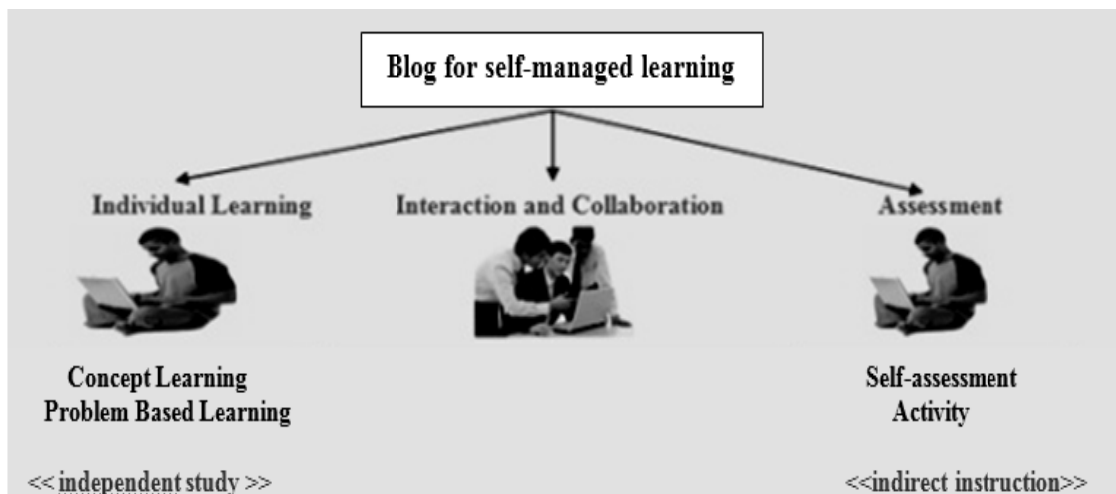 Blog for self-managed learning
Individual Learning
Interaction and Collaboration
Assessment
Concept Learning
Problem Based Learning
Self-assessment
Activity
<< independent study >>
<<indirect instruction>>